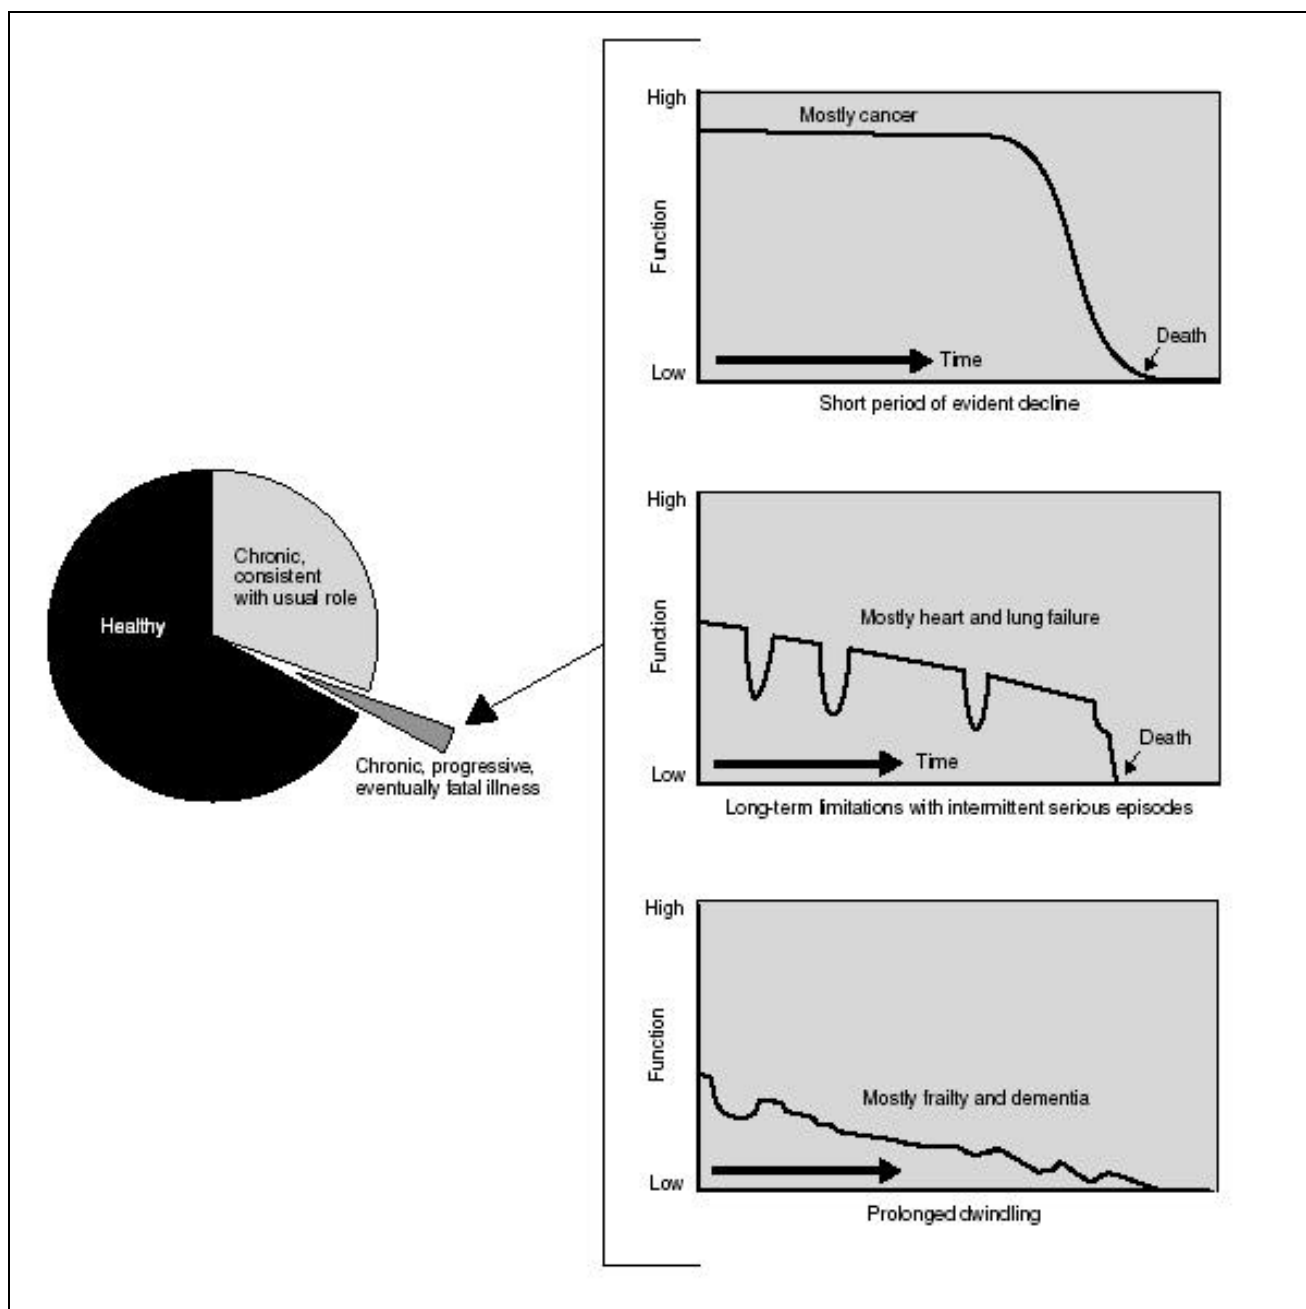 Healthy
Chronic,
consistent
with usual role
Chronic, progressive,
eventually fatal illness
High
Mostly cancer
Function
Death
Time
Low
Short period of evident decline
High
Mostly heart and lung failure
Function
Death
Time
Low
Long-term limitations with intermittent serious episodes
High
Function
Mostly frailty and dementia
Low
Prolonged dwindling